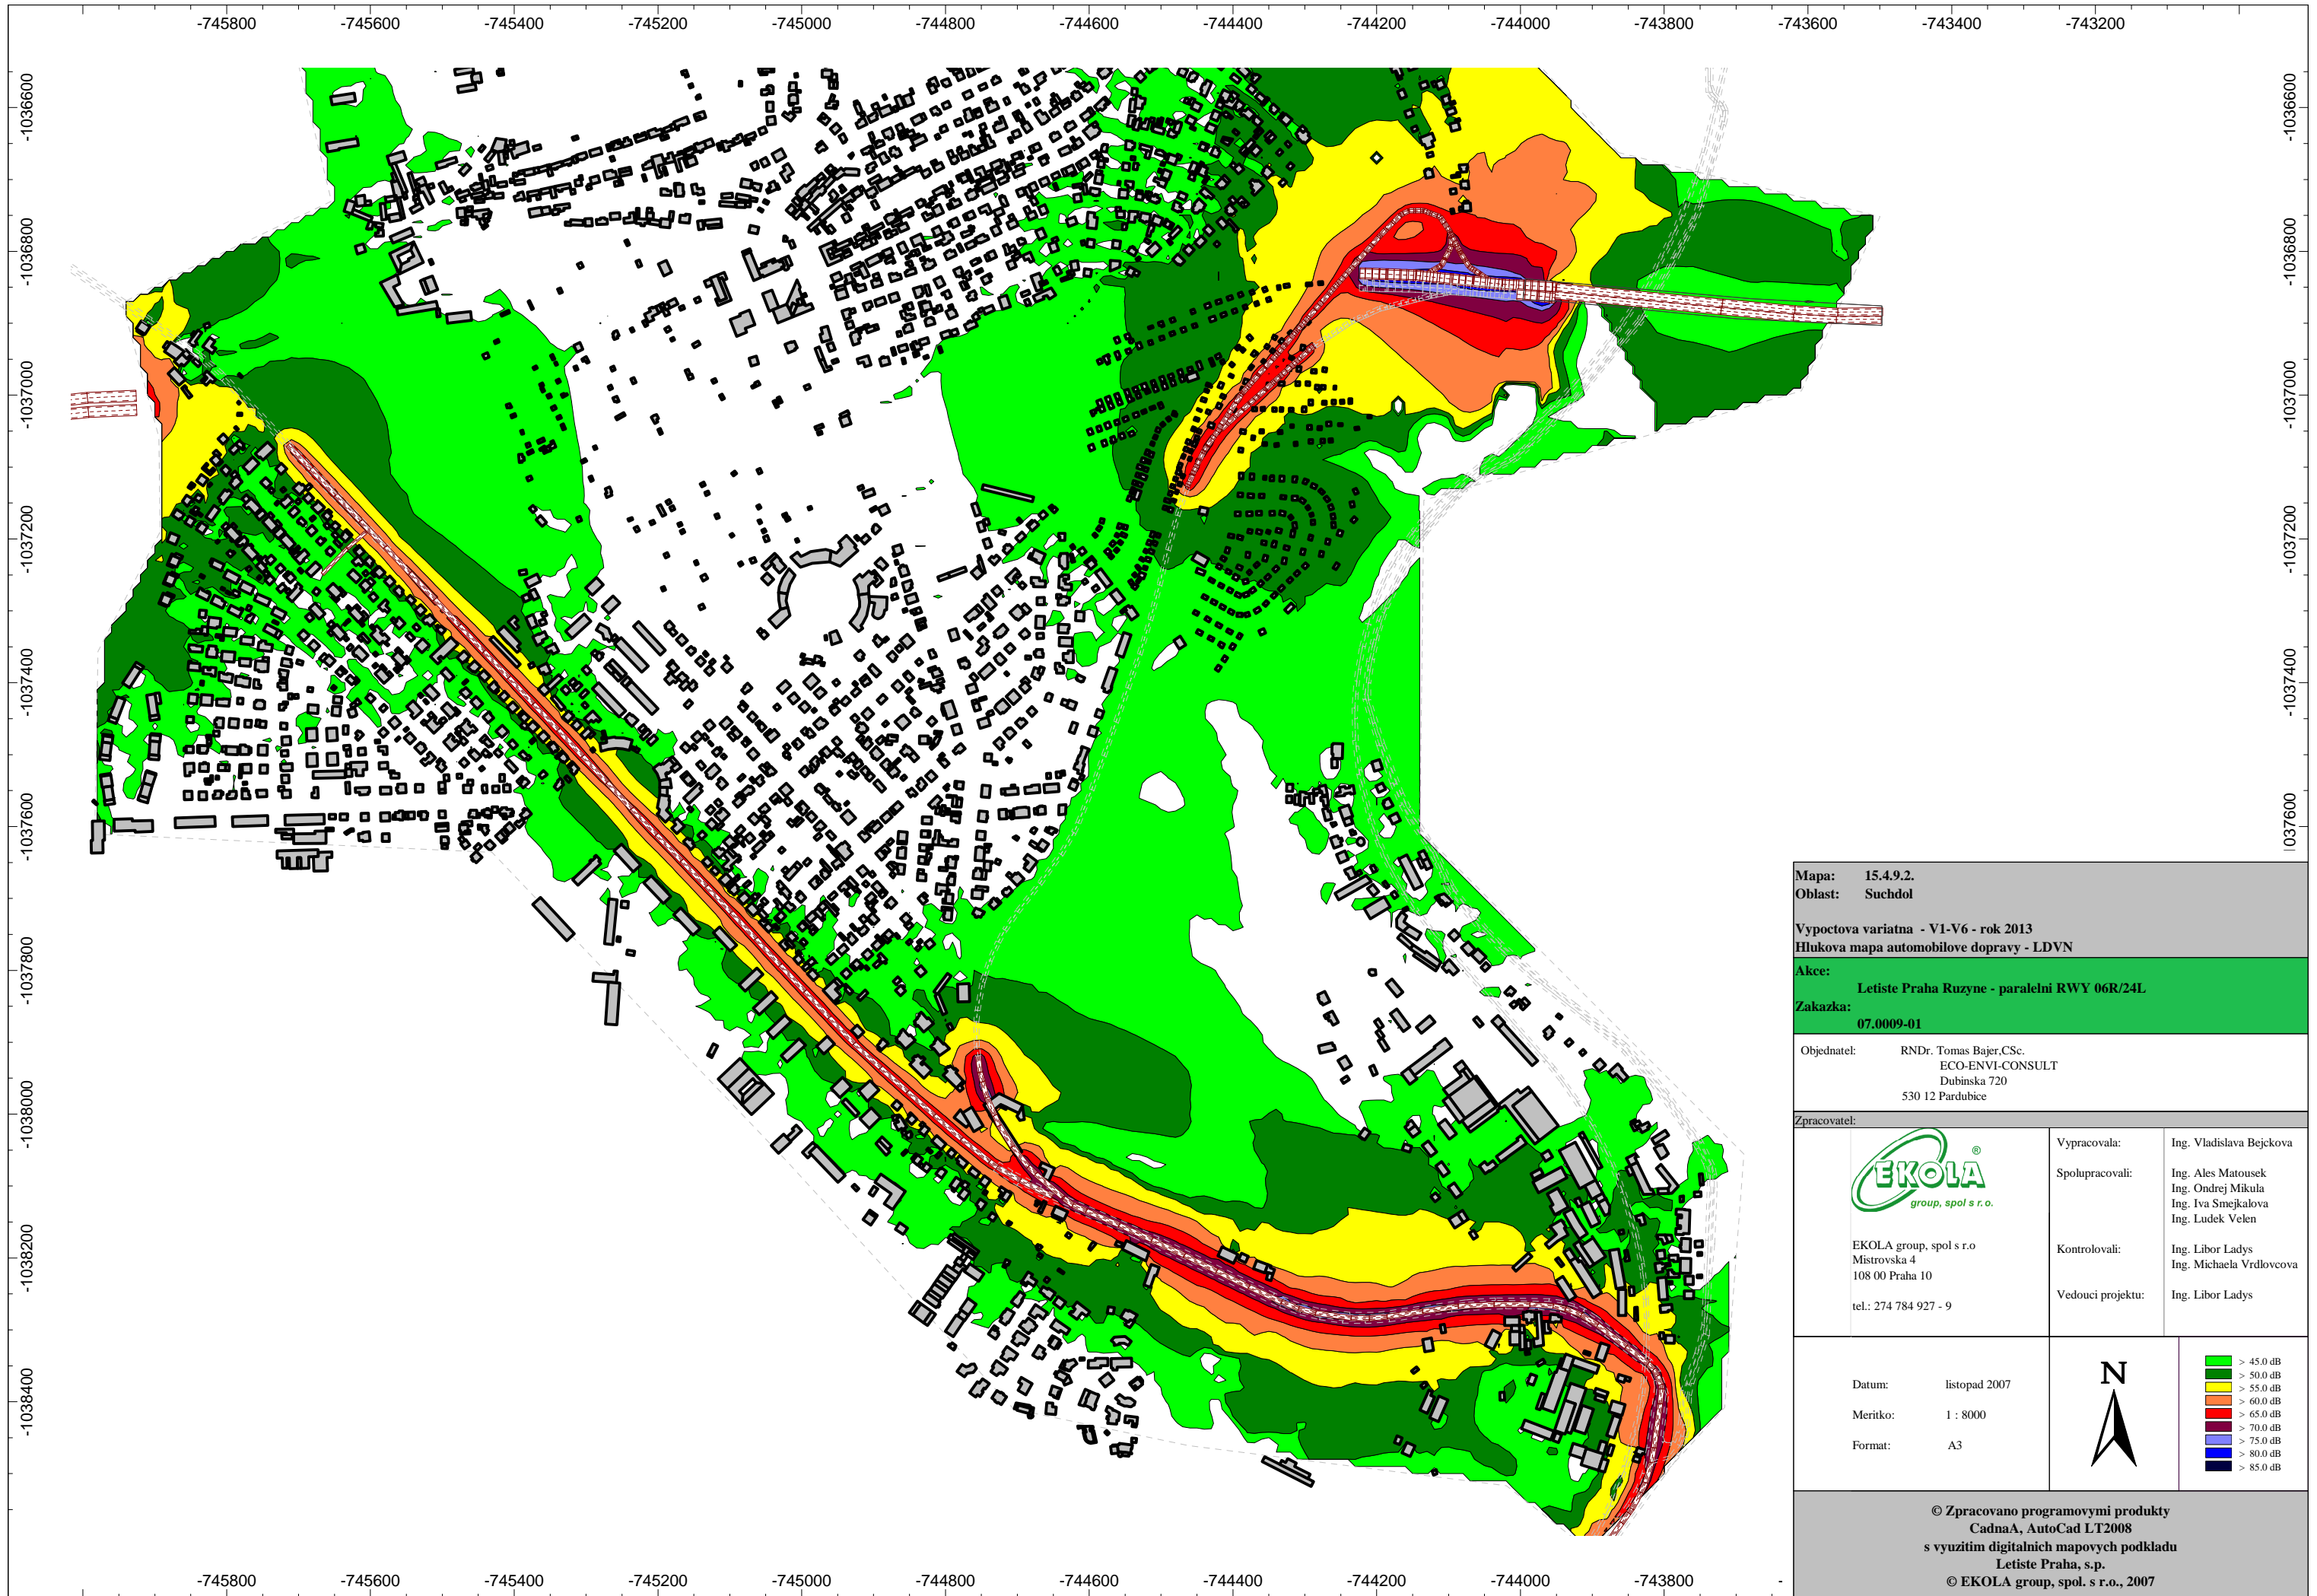 -745800 -745600 -745400 -745200 -745000 -744800 -744600 -744400 -744200 -744000 -743800 -743600 -743400 -743200
-1036600
-1036800
-1037000
-1037200
-1037400
-1037600
-1037800
-1038000
-1038200
-1038400
-1036600
-1036800
-1037000
-1037200
-1037400
-1037600
Mapa: 15.4.9.2.
Oblast: Suchdol
Vypoctova variatna - V1-V6 - rok 2013
Hlukova mapa automobilove dopravy - LDVN
Akce:
Letiste Praha Ruzyne - paralelni RWY 06R/24L
Zakazka:
07.0009-01
Objednatel: RNDr. Tomas Bajer,CSc.
ECO-ENVI-CONSULT
Dubinska 720
530 12 Pardubice
Zpracovatel:
EKOLA ®
group, spol s r.o.
EKOLA group, spol s r.o
Mistrovska 4
108 00 Praha 10
tel.: 274 784 927 - 9
Vypracovala: Ing. Vladislava Bejckova
Spolupracovali: Ing. Ales Matousek
Ing. Ondrej Mikula
Ing. Iva Smejkalova
Ing. Ludek Velen
Kontrolovali: Ing. Libor Ladys
Ing. Michaela Vrdlovcova
Vedouci projektu: Ing. Libor Ladys
Datum: listopad 2007
Meritko: 1 : 8000
Format: A3
N
> 45.0 dB
> 50.0 dB
> 55.0 dB
> 60.0 dB
> 65.0 dB
> 70.0 dB
> 75.0 dB
> 80.0 dB
> 85.0 dB
© Zpracovano programovymi produkty
CadnaA, AutoCad LT2008
s vyuzitim digitalnich mapovych podkladu
Letiste Praha, s.p.
© EKOLA group, spol. s r.o., 2007
-745800 -745600 -745400 -745200 -745000 -744800 -744600 -744400 -744200 -744000 -743800 -